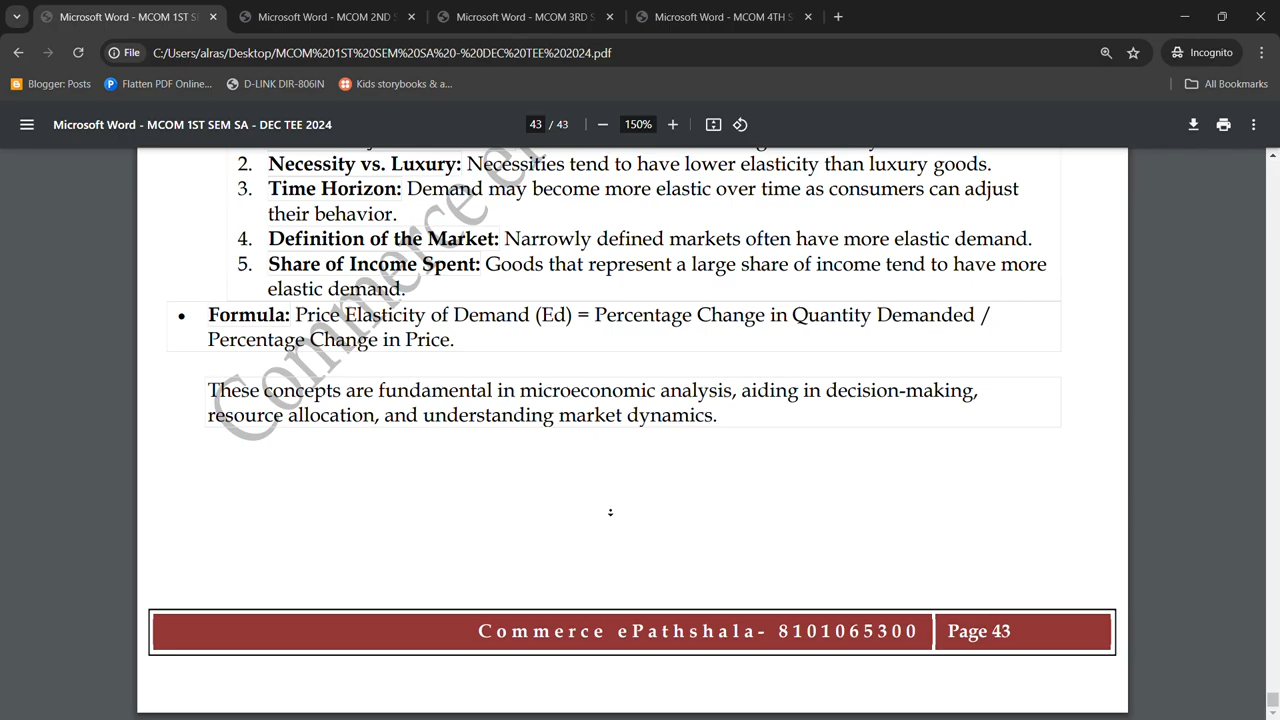 Microsoft Word - MCOM 1ST SE
Microsoft Word - MCOM 2ND S
Microsoft Word - MCOM 3RD S
Microsoft Word - MCOM 4TH S
File
C:/Users/alras/Desktop/MCOM%201ST%20SEM%20SA%20-%20DEC%20TEE%202024.pdf
Incognito
Blogger: Posts
Flatten PDF Online...
D-LINK DIR-806IN
Kids storybooks & a...
All Bookmarks
Microsoft Word - MCOM 1ST SEM SA - DEC TEE 2024
43 / 43
150%
2. Necessity vs. Luxury: Necessities tend to have lower elasticity than luxury goods.
3. Time Horizon: Demand may become more elastic over time as consumers can adjust
their behavior.
4. Definition of the Market: Narrowly defined markets often have more elastic demand.
5. Share of Income Spent: Goods that represent a large share of income tend to have more
elastic demand.
• Formula: Price Elasticity of Demand (Ed) = Percentage Change in Quantity Demanded /
Percentage Change in Price.
These concepts are fundamental in microeconomic analysis, aiding in decision-making,
resource allocation, and understanding market dynamics.
Commerce
Commerce ePathshala- 8101065300
Page 43